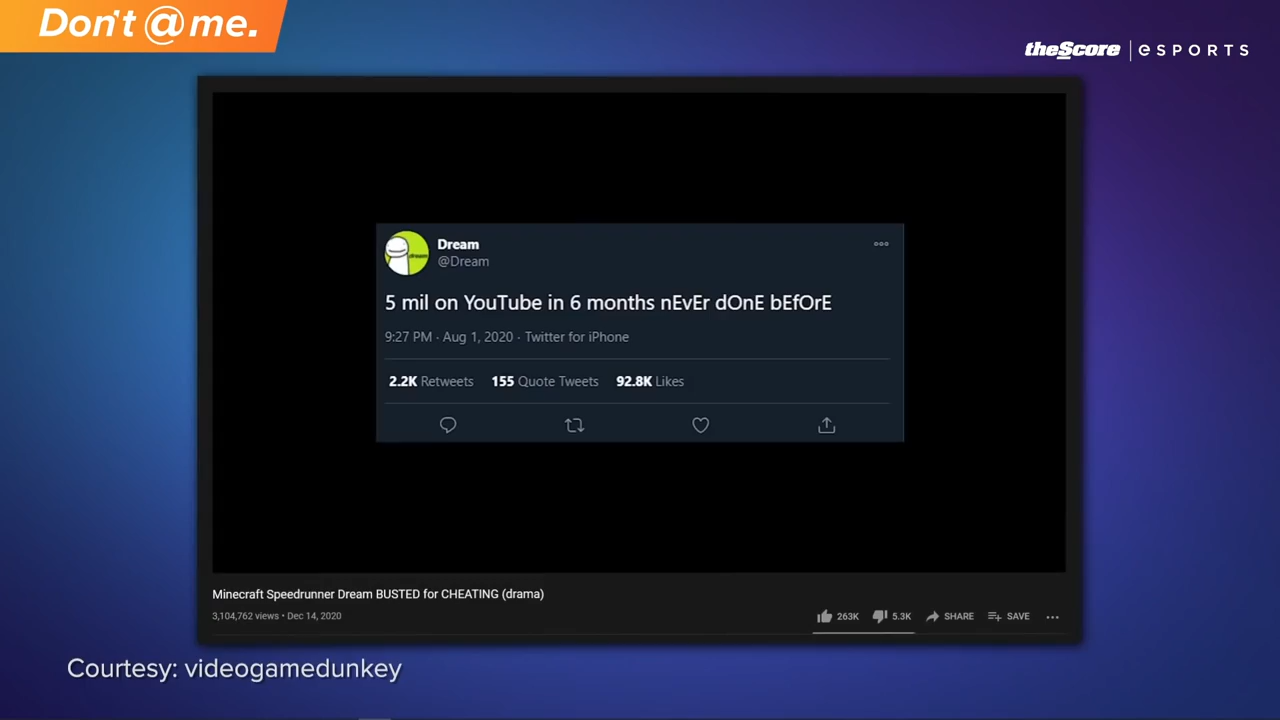 Don't @me.
theScore | eSPORTS
Dream
@Dream
5 mil on YouTube in 6 months nEvEr dOnE bEfOrE
9:27 PM · Aug 1, 2020 · Twitter for iPhone
2.2K Retweets 155 Quote Tweets 92.8K Likes
Minecraft Speedrunner Dream BUSTED for CHEATING (drama)
3,104,762 views • Dec 14, 2020
263K 5.3K SHARE SAVE
Courtesy: videogamedunkey